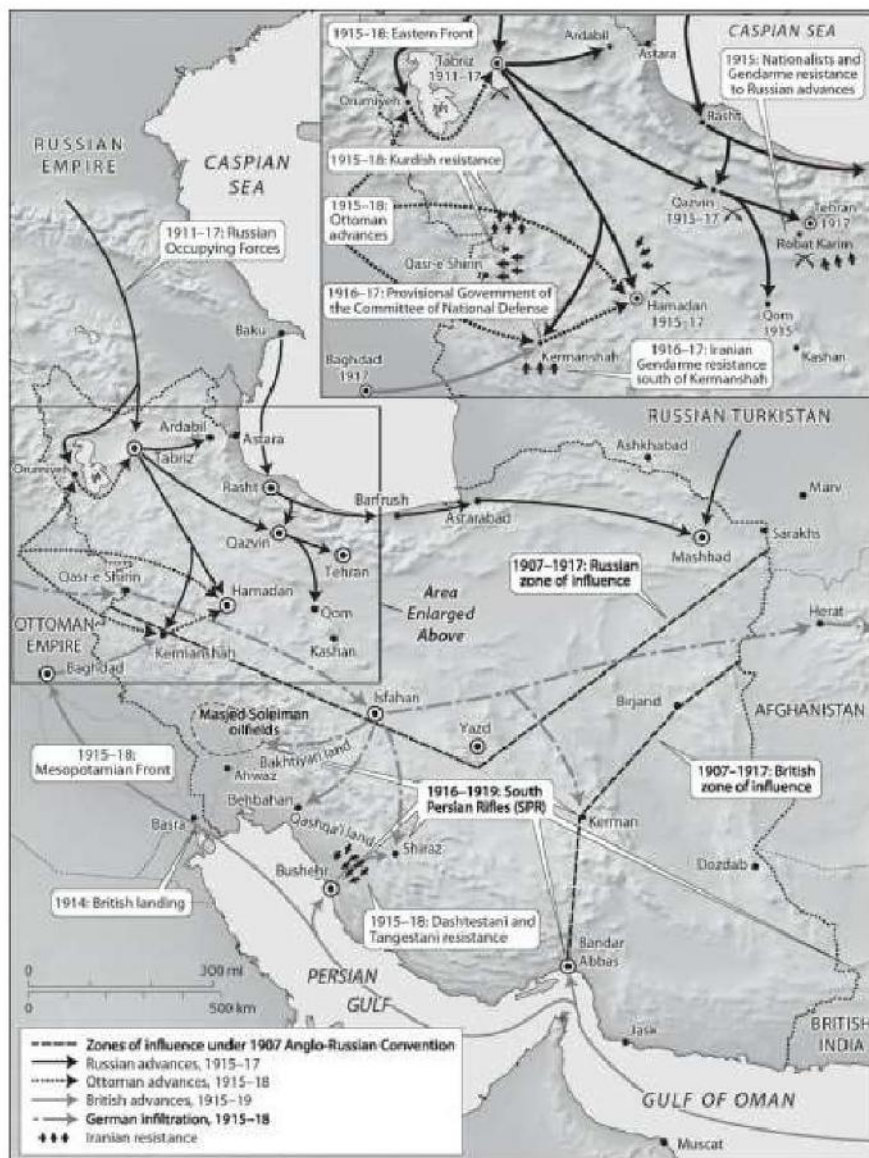 CASPIAN SEA
1915–18: Eastern Front
Ardabil
Astara
Tabriz
1911–17
Orumiyeh
1915: Nationalists and
Gendarme resistance
to Russian advances
Rasht
1915–18: Kurdish resistance
1915–18:
Ottoman
advances
Qazvin
1915–17
Tehran
1917
Robat Karim
Qasr-e Shirin
1916–17: Provisional Government of
the Committee of National Defense
Hamadan
1915–17
Qom
1915
Kermanshah
Kashan
1916–17: Iranian
Gendarme resistance
south of Kermanshah
Baghdad
1917
RUSSIAN
EMPIRE
CASPIAN
SEA
1911–17: Russian
Occupying Forces
Baku
RUSSIAN TURKISTAN
Ardabil
Astara
Ashkhabad
Tabriz
Orumiyeh
Marv
Rasht
Barfrush
Astarabad
Sarakhs
Mashhad
Qazvin
Tehran
1907–1917: Russian
zone of influence
Qasr-e Shirin
Hamadan
Area
Enlarged
Above
Qom
Herat
OTTOMAN
EMPIRE
Kermanshah
Kashan
Baghdad
Isfahan
Birjand
AFGHANISTAN
Masjed Soleiman
oilfields
Yazd
1915–18:
Mesopotamian Front
Bakhtiyari land
Ahwaz
1907–1917: British
zone of influence
1916–1919: South
Persian Rifles (SPR)
Behbahan
Basra
Qashqa'i land
Kerman
Shiraz
Dozdab
Bushehr
1914: British landing
1915–18: Dashtestani and
Tangestani resistance
Bandar
Abbas
0 300 mi
0 500 km
PERSIAN
GULF
Jask
BRITISH
INDIA
Zones of influence under 1907 Anglo-Russian Convention
Russian advances, 1915–17
Ottoman advances, 1915–18
British advances, 1915–19
German infiltration, 1915–18
Iranian resistance
GULF OF OMAN
Muscat